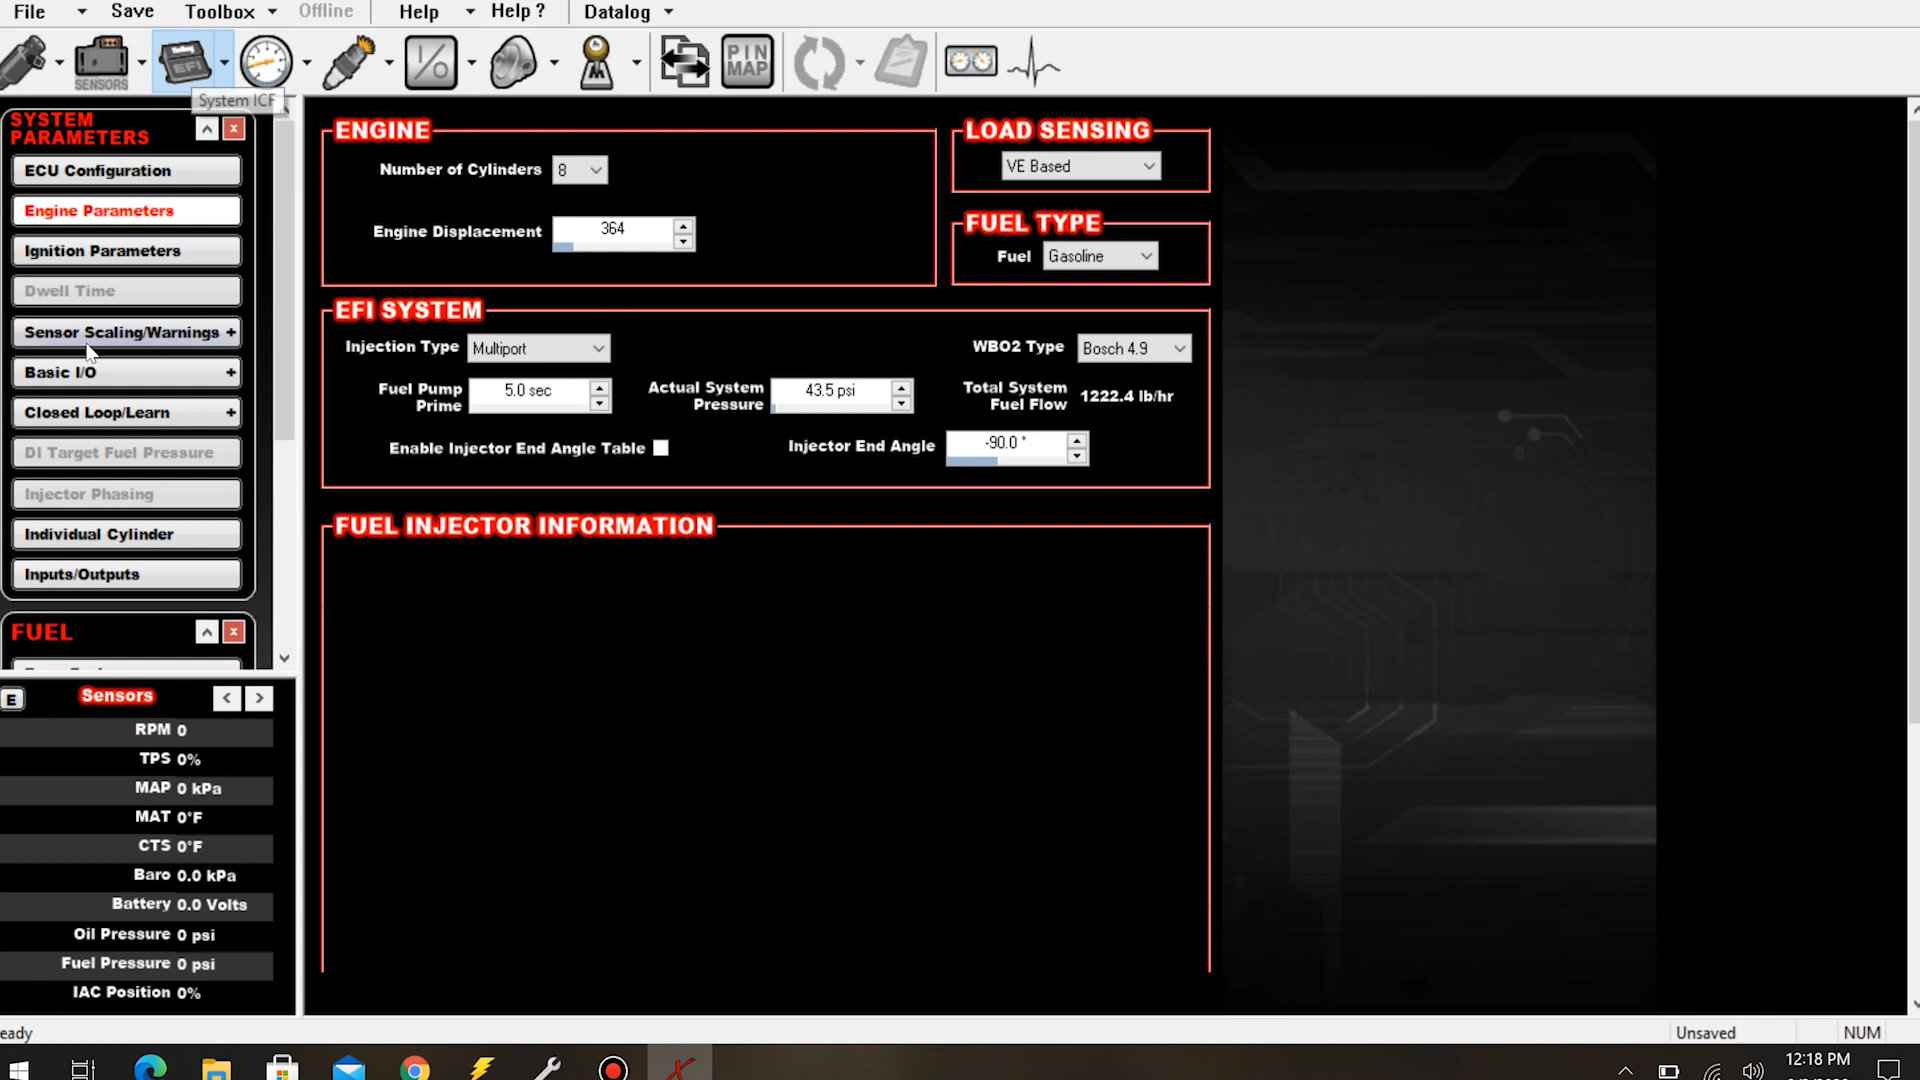 File Save Toolbox Offline Help Help ? Datalog
SENSORS EFI I/O PIN MAP
System ICF
SYSTEM PARAMETERS
ECU Configuration
Engine Parameters
Ignition Parameters
Dwell Time
Sensor Scaling/Warnings +
Basic I/O +
Closed Loop/Learn +
DI Target Fuel Pressure
Injector Phasing
Individual Cylinder
Inputs/Outputs
FUEL
E Sensors < >
RPM 0
TPS 0%
MAP 0 kPa
MAT 0°F
CTS 0°F
Baro 0.0 kPa
Battery 0.0 Volts
Oil Pressure 0 psi
Fuel Pressure 0 psi
IAC Position 0%
ENGINE
Number of Cylinders 8
Engine Displacement 364
LOAD SENSING
VE Based
FUEL TYPE
Fuel Gasoline
EFI SYSTEM
Injection Type Multiport
WBO2 Type Bosch 4.9
Fuel Pump Prime 5.0 sec
Actual System Pressure 43.5 psi
Total System Fuel Flow 1222.4 lb/hr
Enable Injector End Angle Table
Injector End Angle -90.0 °
FUEL INJECTOR INFORMATION
eady
Unsaved NUM
12:18 PM